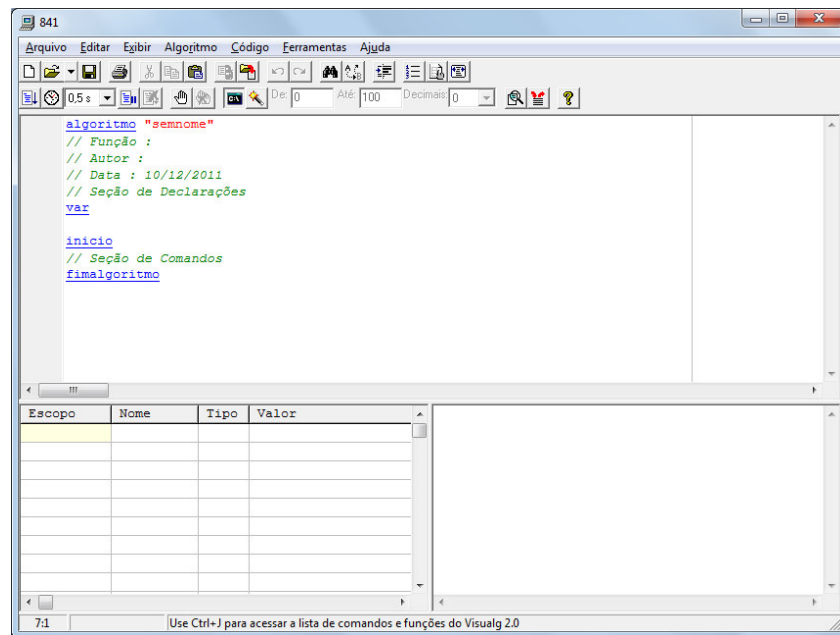 841
Arquivo Editar Exibir Algoritmo Código Ferramentas Ajuda
0,5 s De: 0 Até: 100 Decimais: 0
algoritmo "semnome"
// Função :
// Autor :
// Data : 10/12/2011
// Seção de Declarações
var
inicio
// Seção de Comandos
fimalgoritmo
Escopo Nome Tipo Valor
7:1 Use Ctrl+J para acessar a lista de comandos e funções do Visualg 2.0